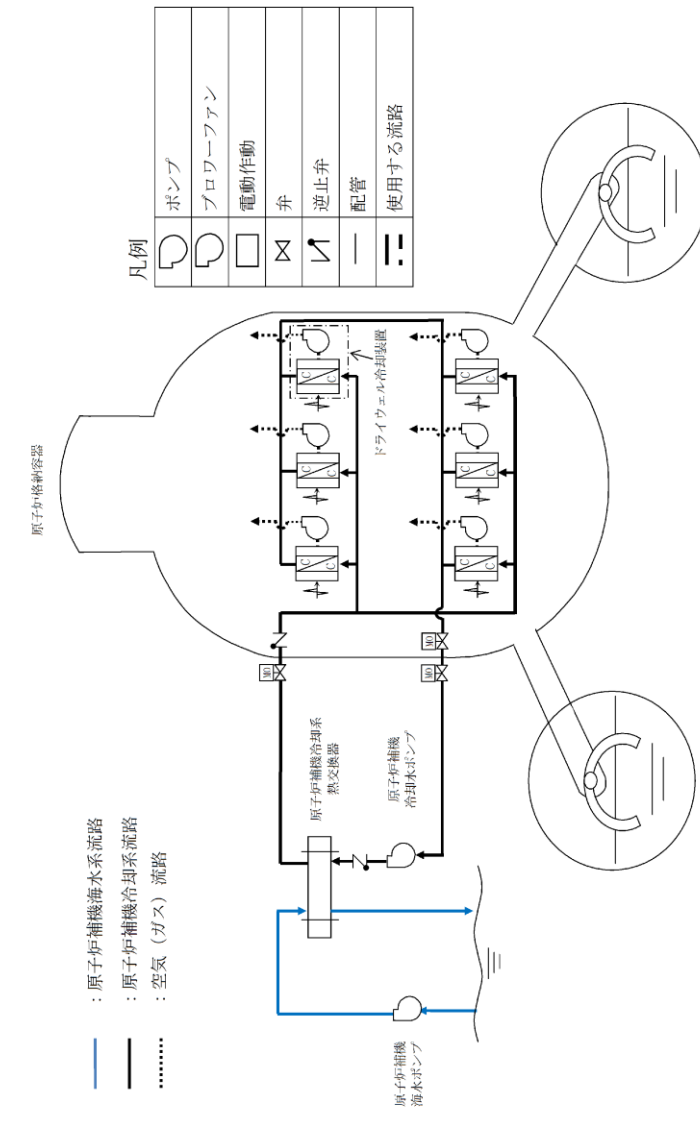 原子炉格納容器
凡例
ポンプ
ブロワーファン
電動作動
弁
逆止弁
配管
使用する流路
ドライウェル冷却装置
C
C
C
C
C
C
C
C
C
C
C
C
MO
MO
MO
原子炉補機冷却系
熱交換器
原子炉補機
冷却水ポンプ
原子炉補機
海水ポンプ
:原子炉補機海水系流路
:原子炉補機冷却系流路
:空気(ガス)流路